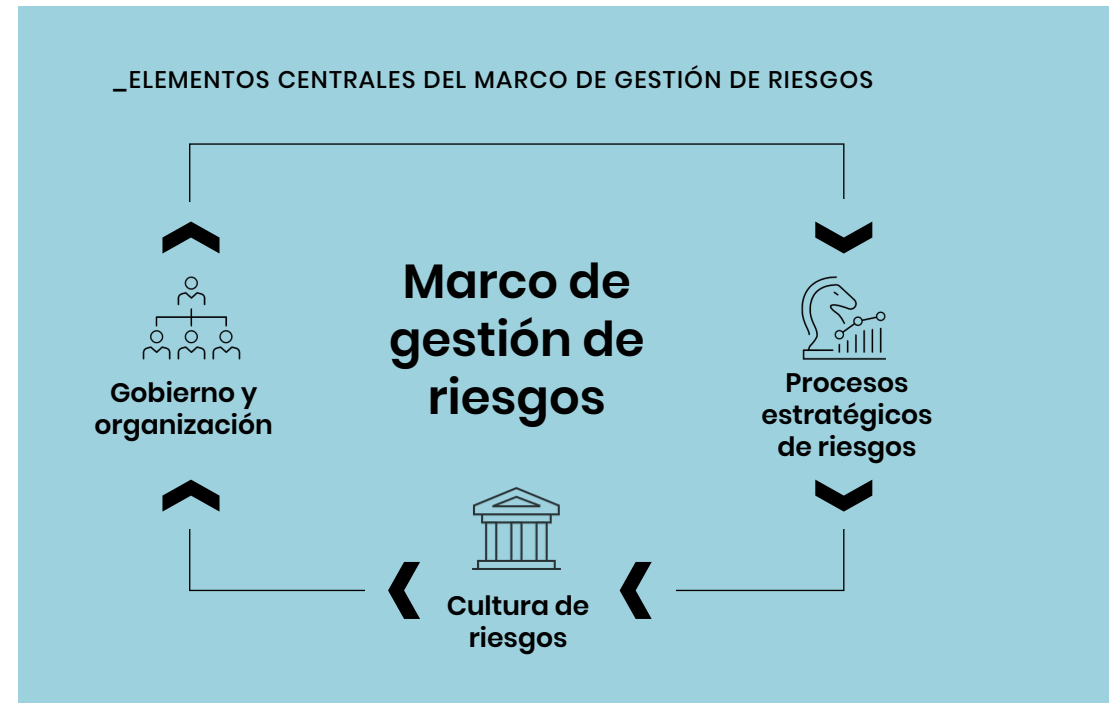 _ELEMENTOS CENTRALES DEL MARCO DE GESTIÓN DE RIESGOS
Marco de
gestión de
riesgos
Gobierno y
organización
Procesos
estratégicos
de riesgos
Cultura de
riesgos